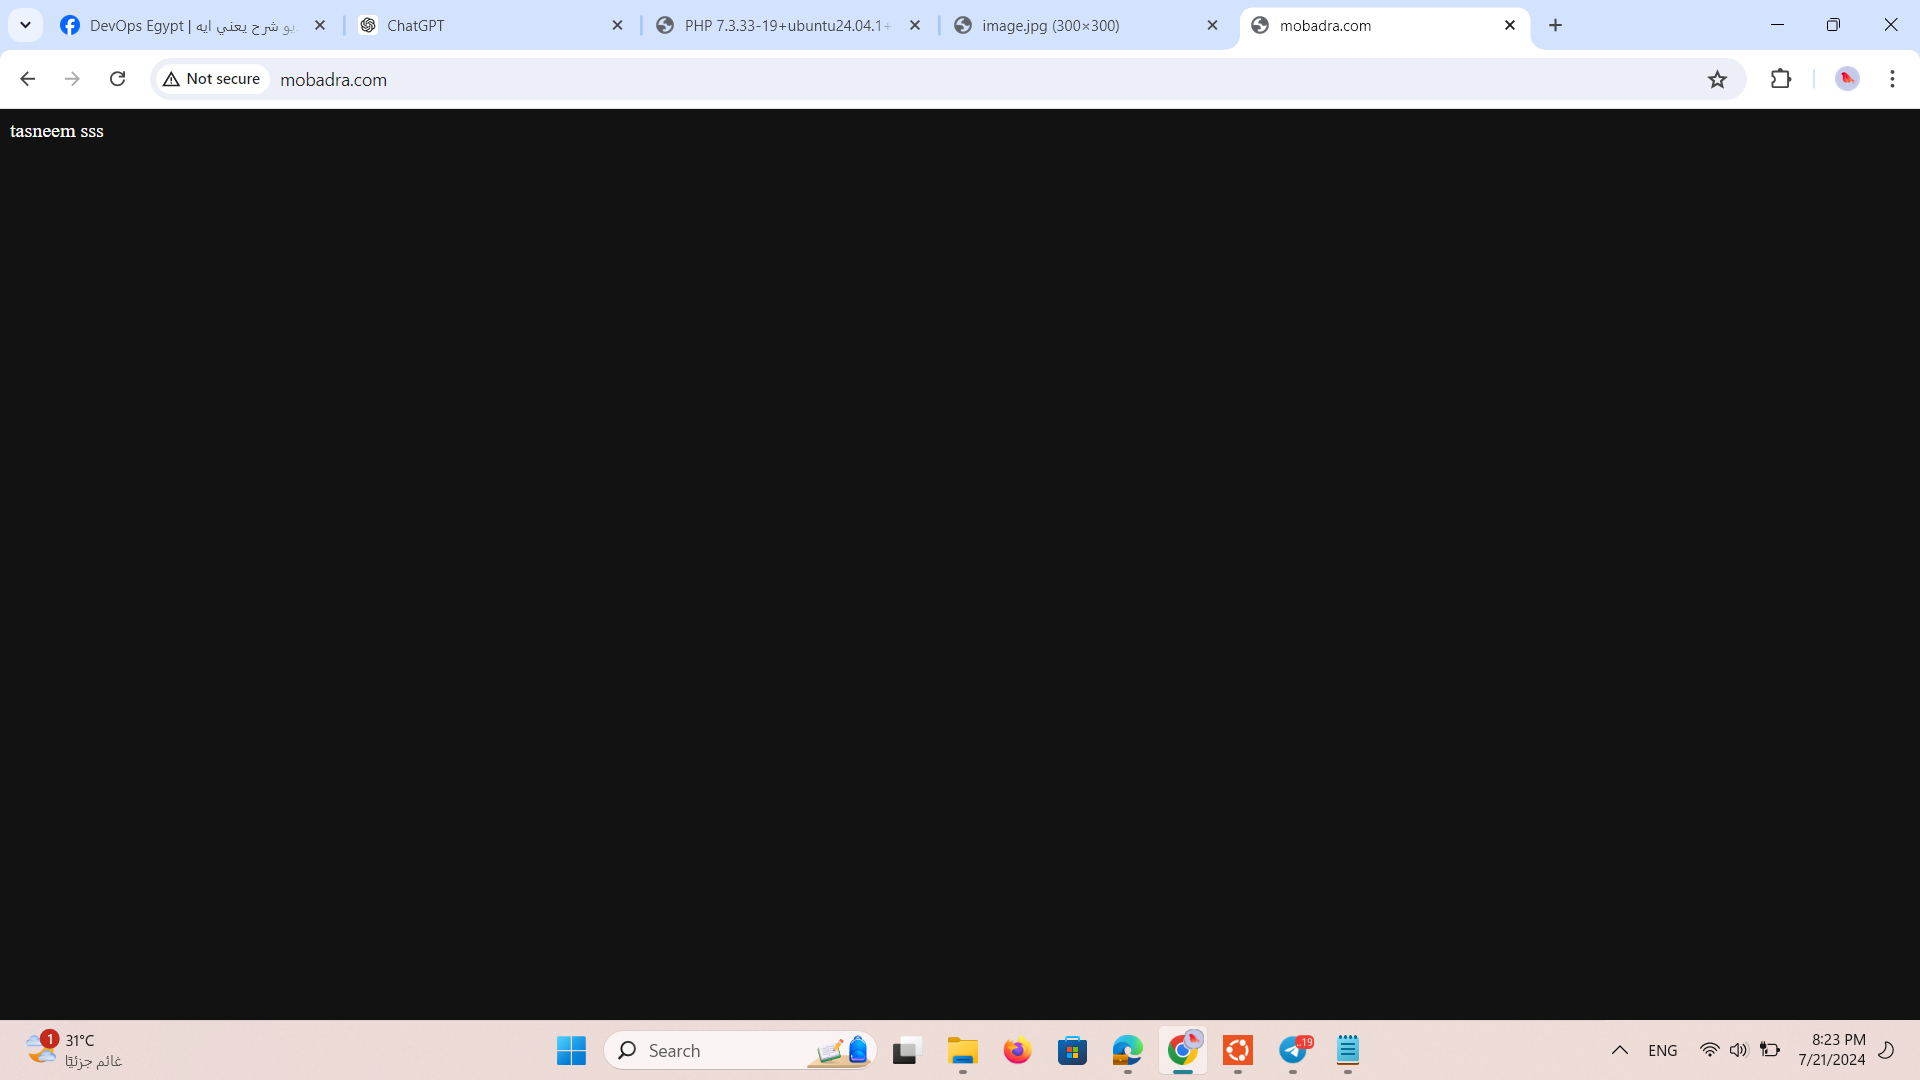 DevOps Egypt | يو شرح يعني ايه
ChatGPT
PHP 7.3.33-19+ubuntu24.04.1+
image.jpg (300×300)
mobadra.com
Not secure
mobadra.com
tasneem sss
1
31°C
غائم جزئيًا
Search
..19
ENG
8:23 PM
7/21/2024